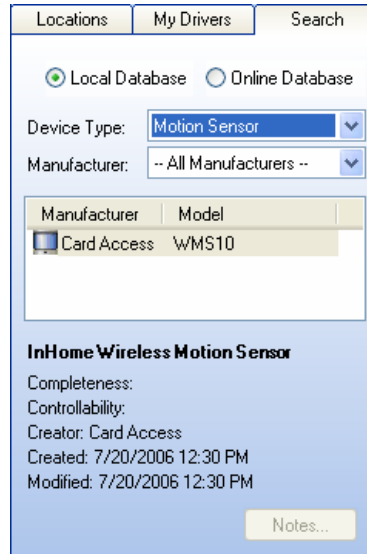 Locations My Drivers Search
Local Database Online Database
Device Type: Motion Sensor
Manufacturer: -- All Manufacturers --
Manufacturer Model
Card Access WMS10
InHome Wireless Motion Sensor
Completeness:
Controllability:
Creator: Card Access
Created: 7/20/2006 12:30 PM
Modified: 7/20/2006 12:30 PM
Notes...